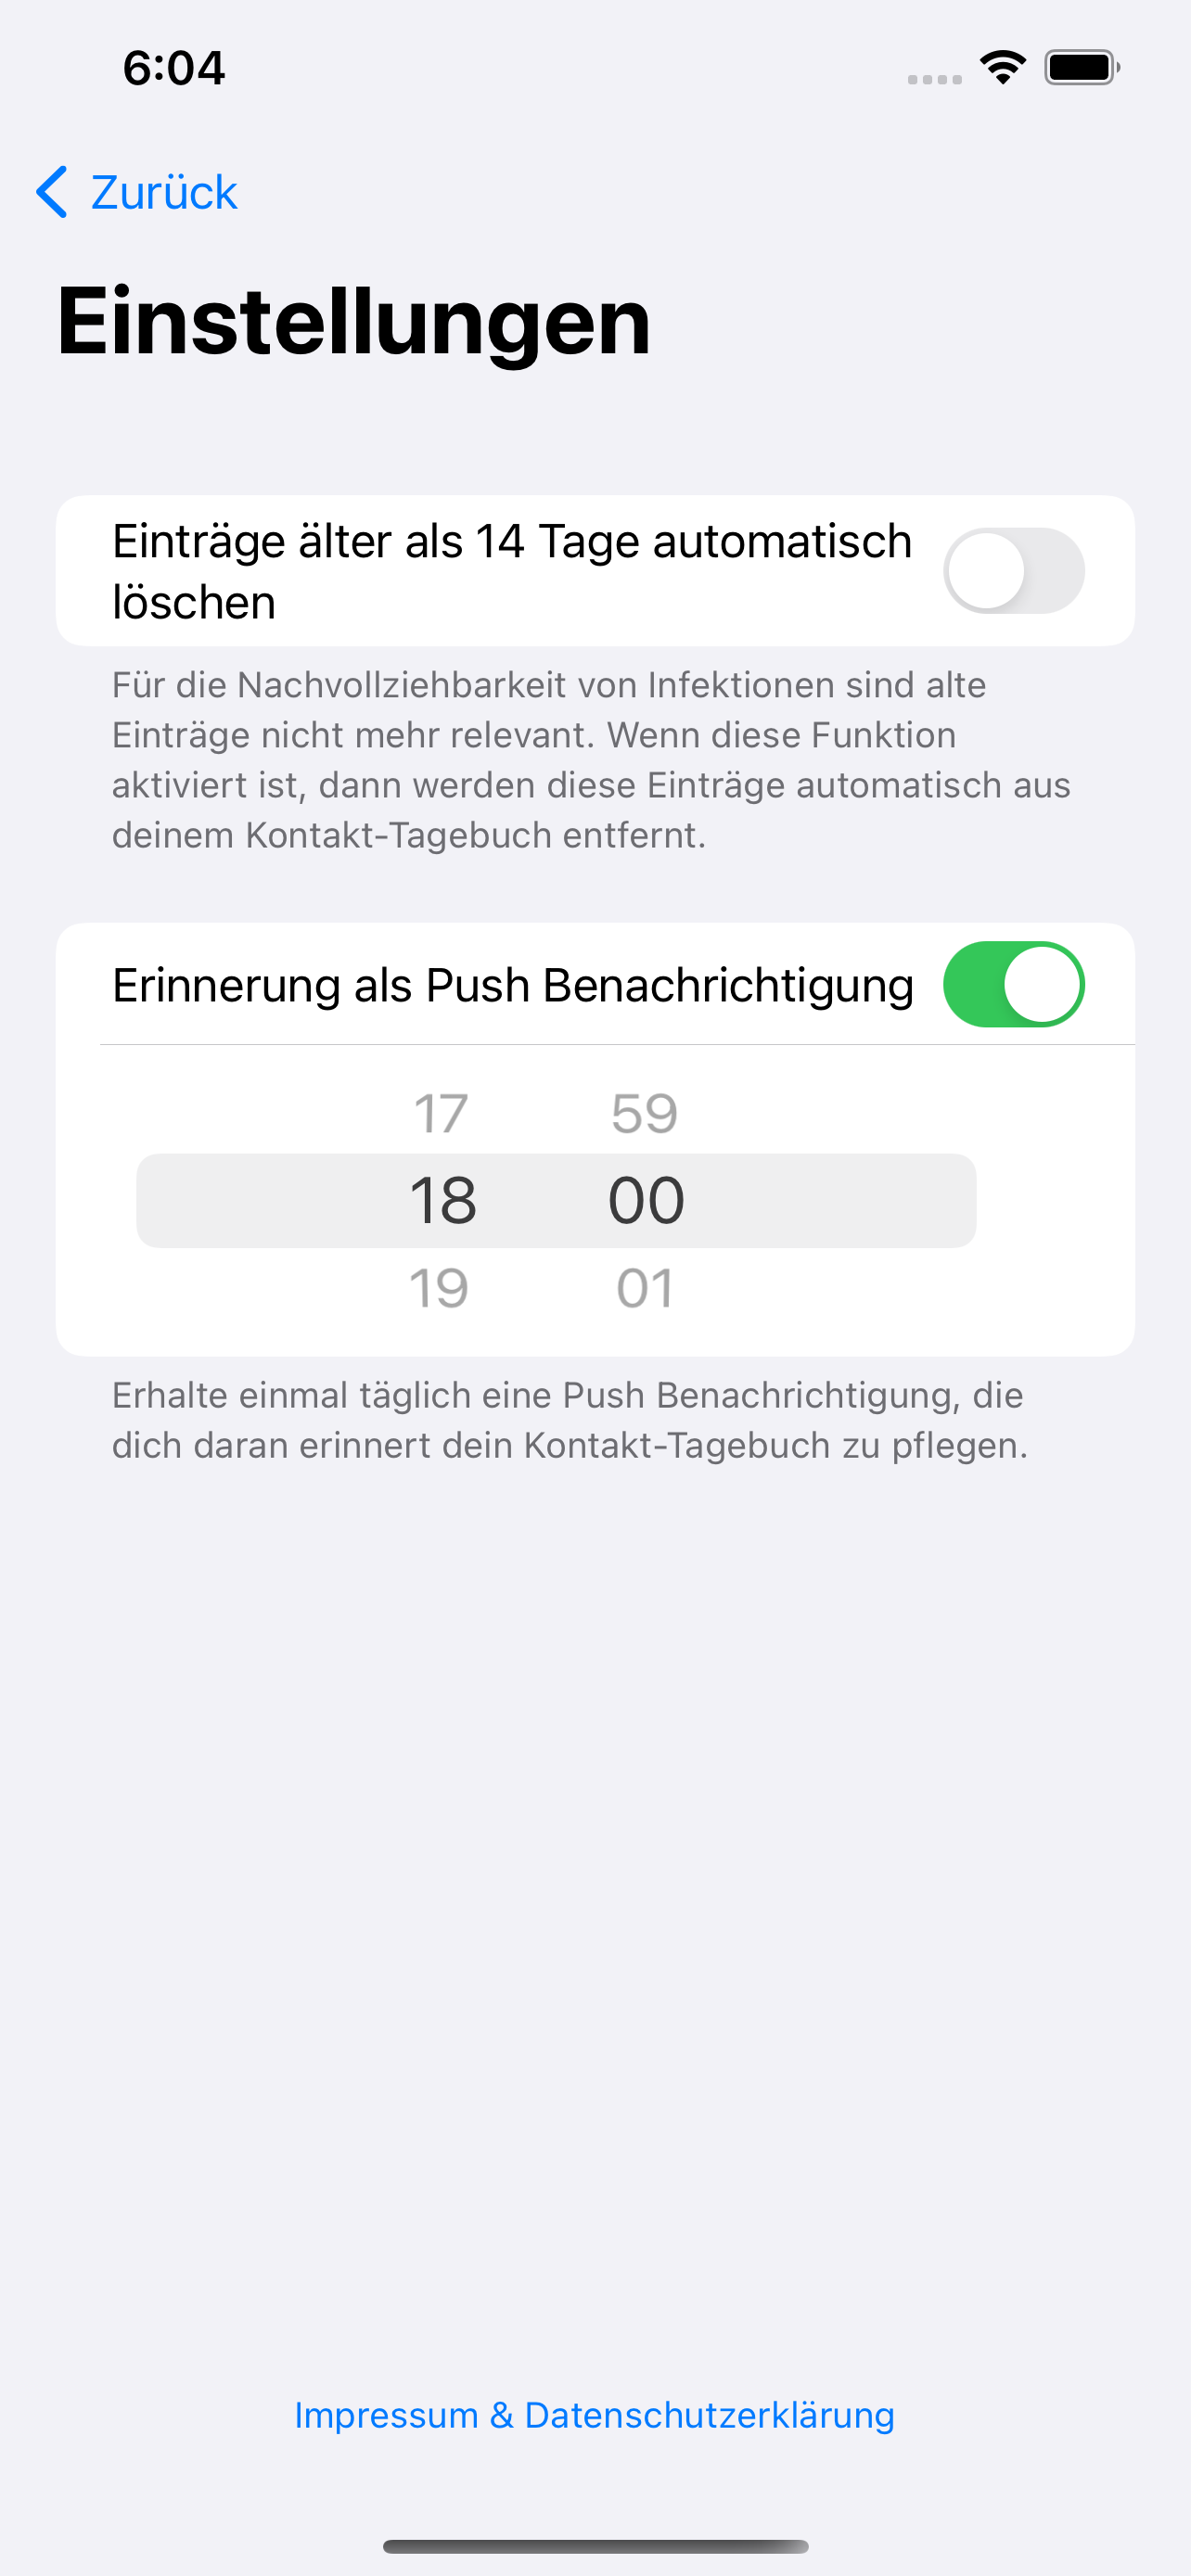 6:04
Zurück
Einstellungen
Einträge älter als 14 Tage automatisch
löschen
Für die Nachvollziehbarkeit von Infektionen sind alte
Einträge nicht mehr relevant. Wenn diese Funktion
aktiviert ist, dann werden diese Einträge automatisch aus
deinem Kontakt-Tagebuch entfernt.
Erinnerung als Push Benachrichtigung
17 59
18 00
19 01
Erhalte einmal täglich eine Push Benachrichtigung, die
dich daran erinnert dein Kontakt-Tagebuch zu pflegen.
Impressum & Datenschutzerklärung